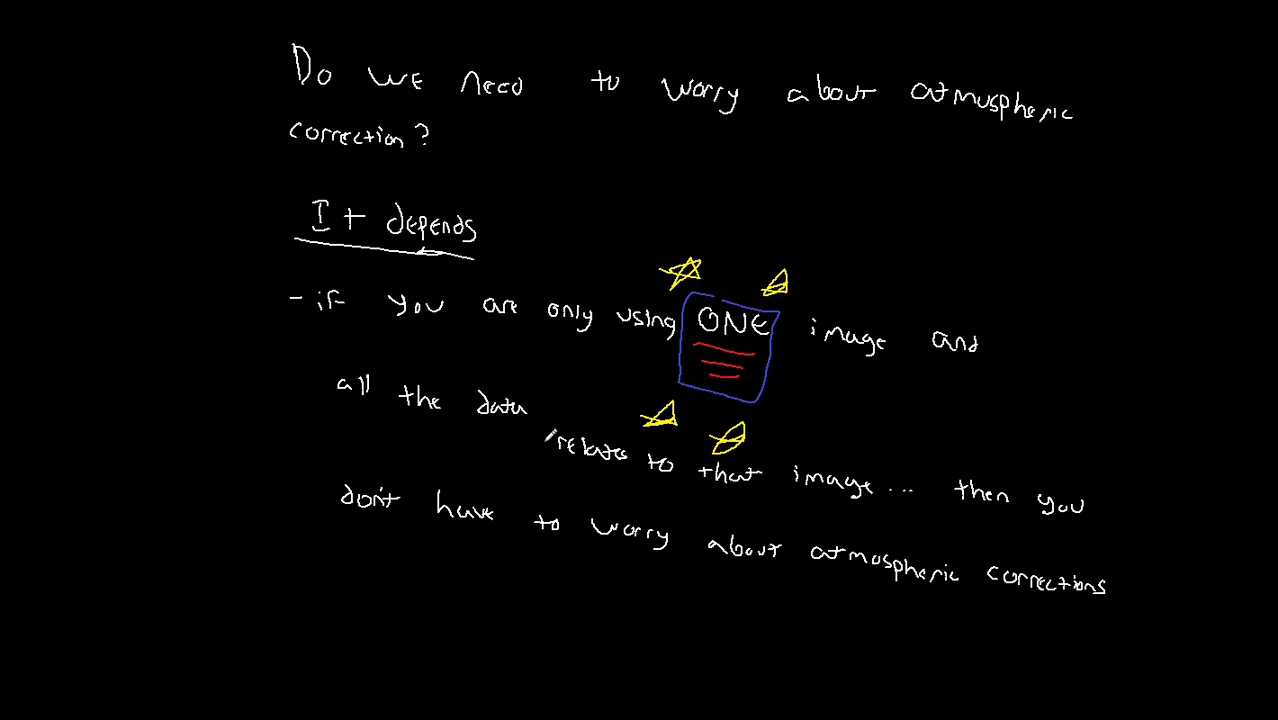 Do we need to worry about atmospheric
correction?
It depends
- if you are only using ONE image and
all the data relates to that image... then you
don't have to worry about atmospheric corrections